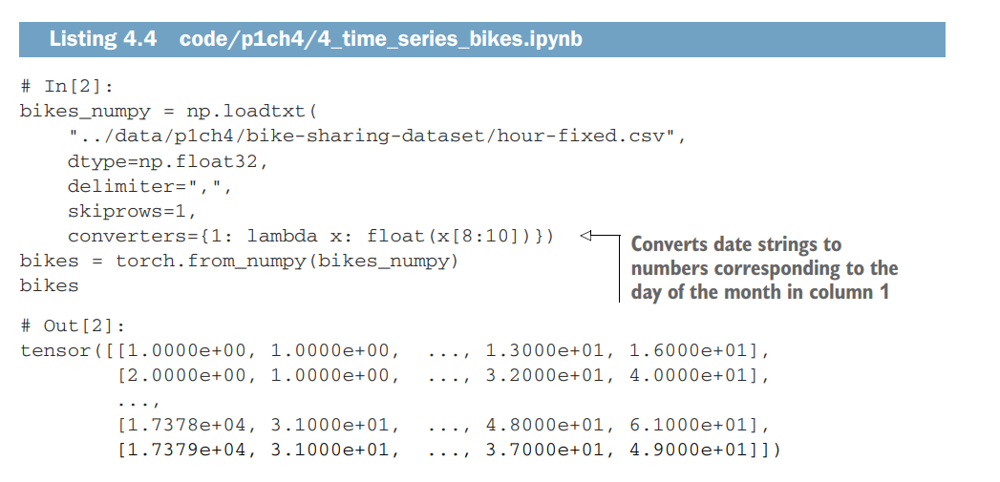 Listing 4.4 code/p1ch4/4_time_series_bikes.ipynb
# In[2]:
bikes_numpy = np.loadtxt(
    "../data/p1ch4/bike-sharing-dataset/hour-fixed.csv",
    dtype=np.float32,
    delimiter=",",
    skiprows=1,
    converters={1: lambda x: float(x[8:10])})
bikes = torch.from_numpy(bikes_numpy)
bikes
Converts date strings to
numbers corresponding to the
day of the month in column 1
# Out[2]:
tensor([[1.0000e+00, 1.0000e+00,  ..., 1.3000e+01, 1.6000e+01],
        [2.0000e+00, 1.0000e+00,  ..., 3.2000e+01, 4.0000e+01],
        ...,
        [1.7378e+04, 3.1000e+01,  ..., 4.8000e+01, 6.1000e+01],
        [1.7379e+04, 3.1000e+01,  ..., 3.7000e+01, 4.9000e+01]])